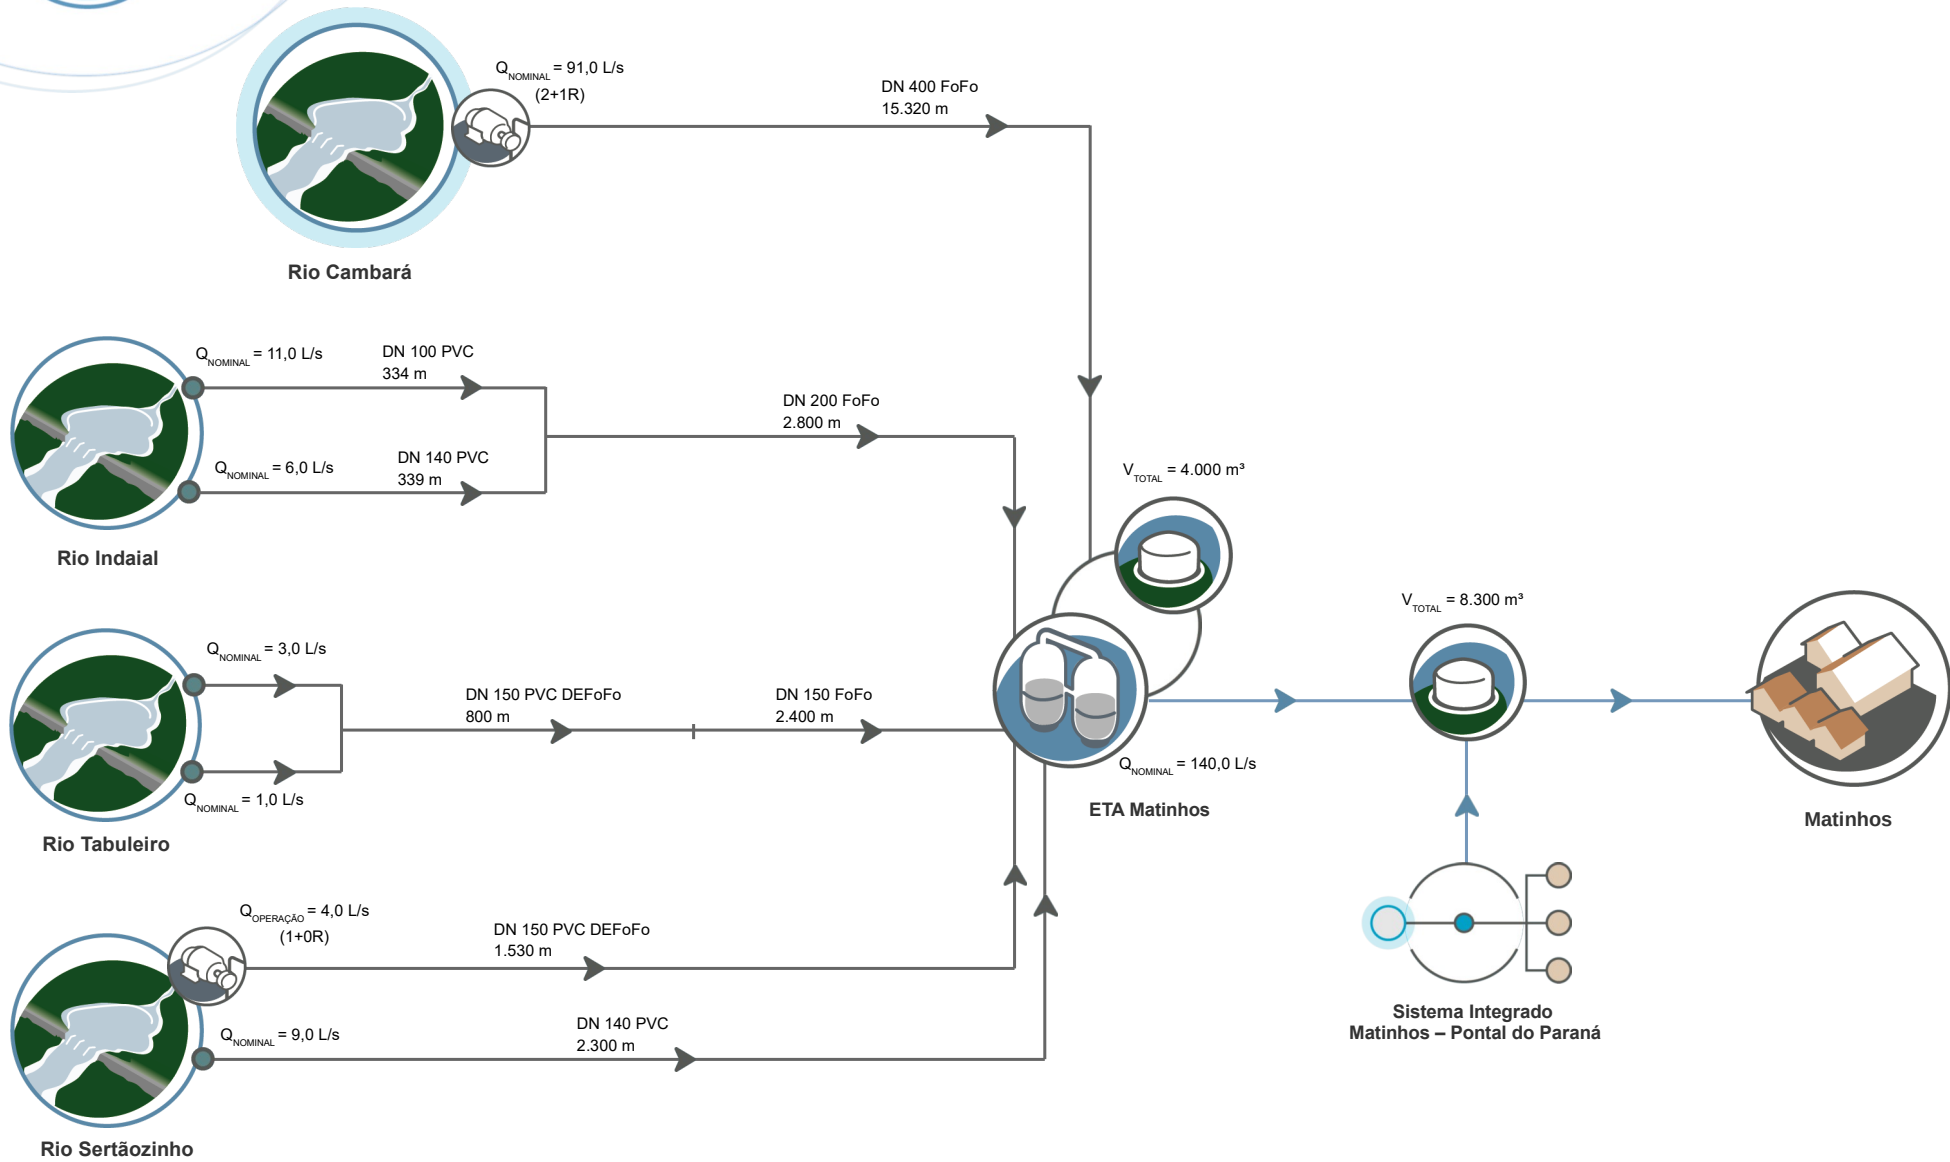 Q NOMINAL = 91,0 L/s
(2+1R)
DN 400 FoFo
15.320 m
Rio Cambará
Q NOMINAL = 11,0 L/s
DN 100 PVC
334 m
DN 200 FoFo
2.800 m
Q NOMINAL = 6,0 L/s
DN 140 PVC
339 m
Rio Indaial
V TOTAL = 4.000 m³
V TOTAL = 8.300 m³
Q NOMINAL = 3,0 L/s
DN 150 PVC DEFoFo
800 m
DN 150 FoFo
2.400 m
Q NOMINAL = 1,0 L/s
Rio Tabuleiro
Q NOMINAL = 140,0 L/s
ETA Matinhos
Matinhos
Q OPERAÇÃO = 4,0 L/s
(1+0R)
DN 150 PVC DEFoFo
1.530 m
Q NOMINAL = 9,0 L/s
DN 140 PVC
2.300 m
Rio Sertãozinho
Sistema Integrado
Matinhos – Pontal do Paraná